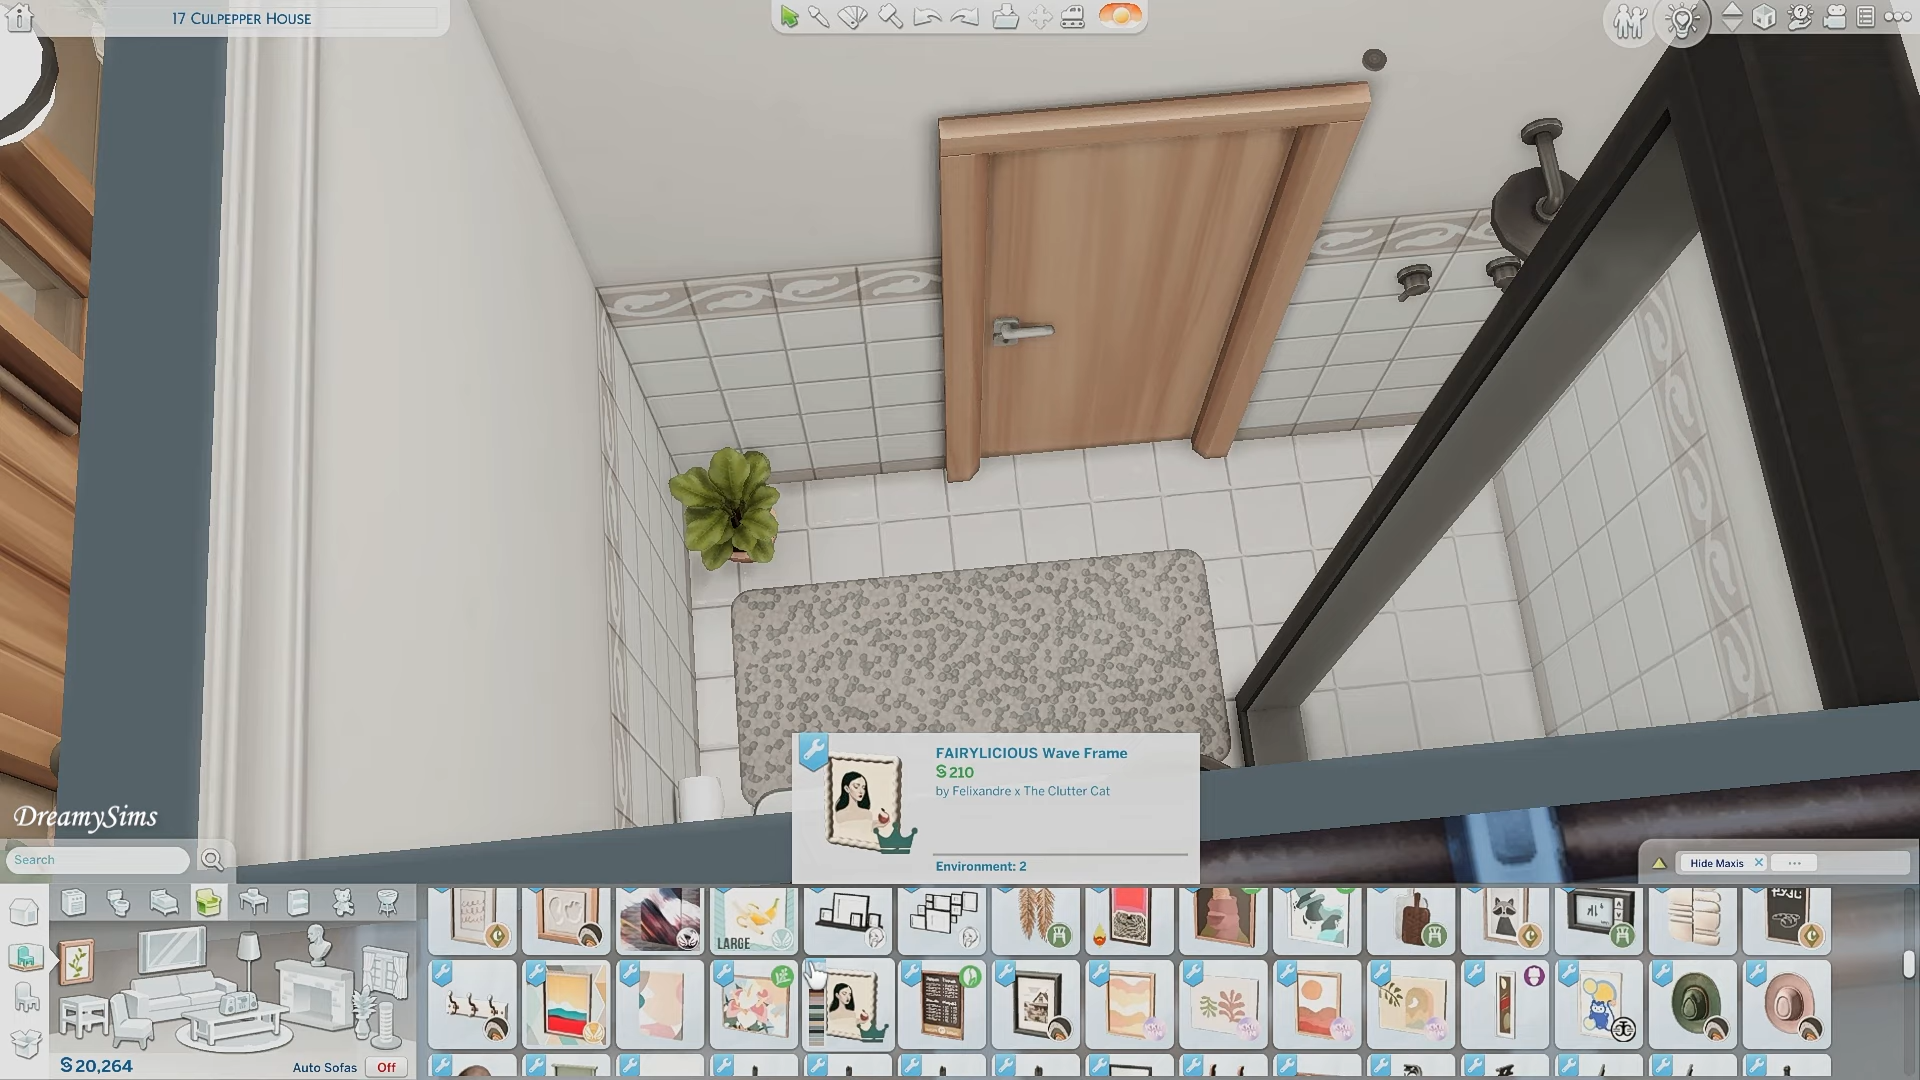 17 Culpepper House
FAIRYLICIOUS Wave Frame
§210
by Felixandre x The Clutter Cat
Environment: 2
DreamySims
Search
Hide Maxis
LARGE
§20,264
Auto Sofas
Off